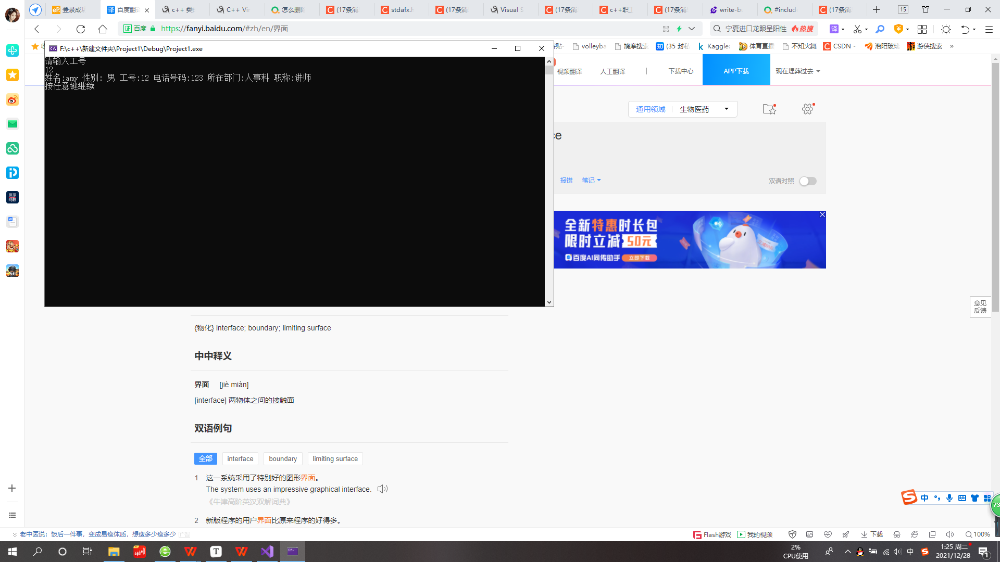 登录成功
百度翻译
c++ 类的
C++ Vi
怎么删除
(17条消
stdafx.h
(17条消
Visual S
(17条消
c++职工
(17条消
write-b
#includ
(17条消
15
证 百度
https://fanyi.baidu.com/#zh/en/界面
宁夏进口龙眼呈阳性 热搜
volleyba
鸠摩搜索
(35 封私
Kaggle:
体育直播
不知火舞
CSDN -
洛阳玻璃
游侠搜索
F:\c++\新建文件夹\Project1\Debug\Project1.exe
请输入工号
12
姓名:amy 性别: 男 工号:12 电话号码:123 所在部门:人事科 职称:讲师
按任意键继续
视频翻译
人工翻译
下载中心
APP下载
现在埋葬过去
通用领域
生物医药
报错
笔记
双语对照
全新特惠时长包
限时立减50元
百度AI同传助手 立即下载
意见
反馈
{物化} interface; boundary; limiting surface
中中释义
界面 [jiè miàn]
[interface] 两物体之间的接触面
双语例句
全部 interface boundary limiting surface
1 这一系统采用了特别好的图形界面。
The system uses an impressive graphical interface.
《牛津高阶英汉双解词典》
2 新版程序的用户界面比原来程序的好得多。
中
73
老中医说：饭后一件事，变成易瘦体质，想瘦多少瘦多少 广告
Flash游戏
我的视频
下载
100%
2%
CPU使用
中
1:25 周二
2021/12/28
1